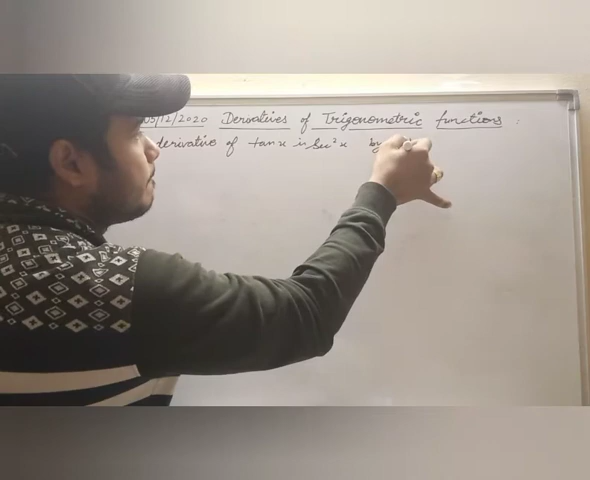 05/12/2020 Derivatives of Trigonometric functions :
derivative of tan x is Sec²x by